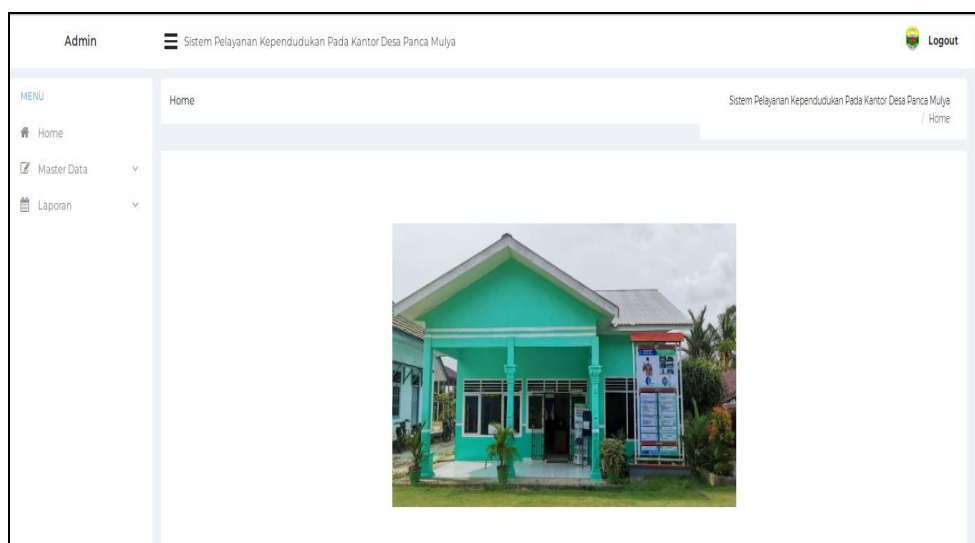 Admin
Sistem Pelayanan Kependudukan Pada Kantor Desa Panca Mulya
Logout
MENU
Home
Master Data
Laporan
Home
Sistem Pelayanan Kependudukan Pada Kantor Desa Panca Mulya
/ Home